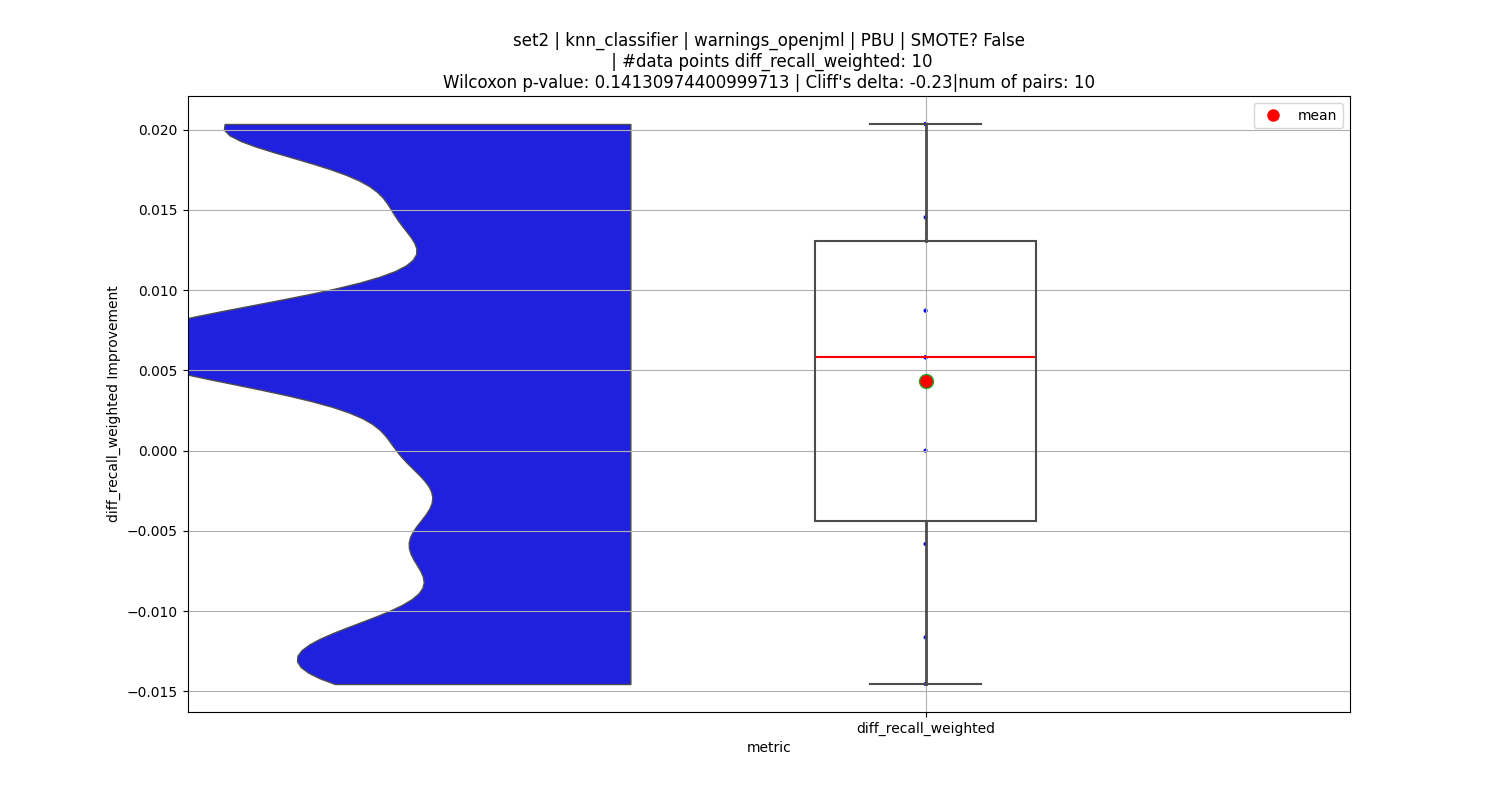 set2 | knn_classifier | warnings_openjml | PBU | SMOTE? False
| #data points diff_recall_weighted: 10
Wilcoxon p-value: 0.14130974400999713 | Cliff's delta: -0.23|num of pairs: 10
mean
0.020
0.015
0.010
0.005
0.000
−0.005
−0.010
−0.015
diff_recall_weighted Improvement
diff_recall_weighted
metric